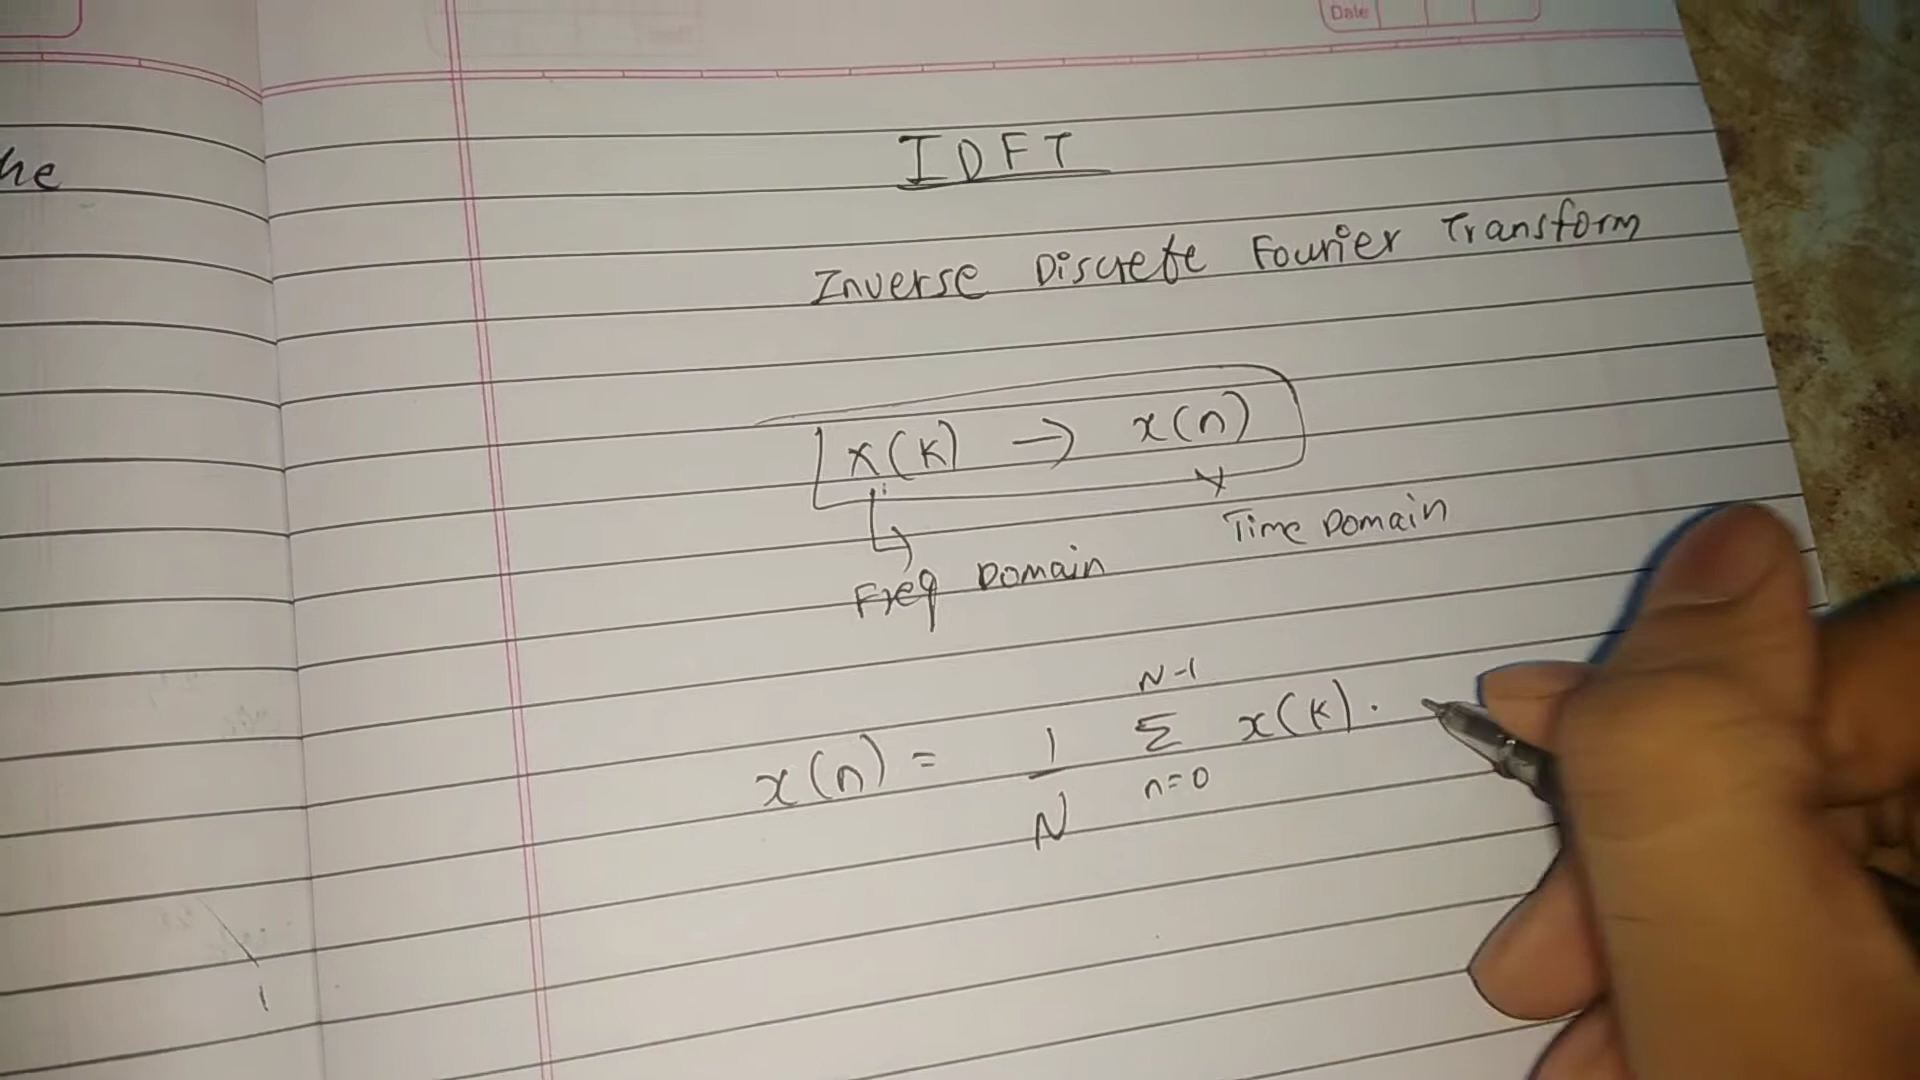 Date
he
IDFT
Inverse Discrete Fourier Transform
x(k) → x(n)
Time Domain
Freq Domain
N-1
x(n) = 1 Σ x(k).
N n=0